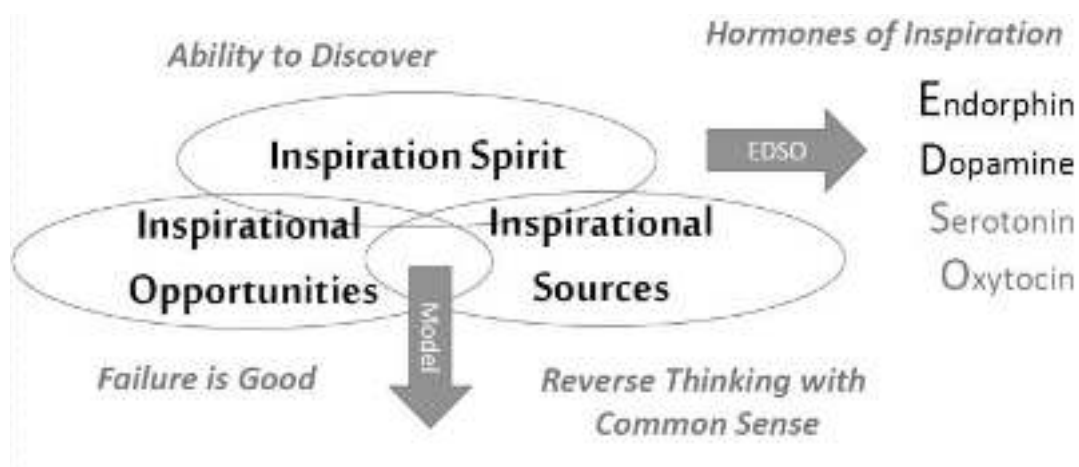 Ability to Discover
Hormones of Inspiration
Inspiration Spirit
EDSO
Endorphin
Dopamine
Serotonin
Oxytocin
Inspirational
Opportunities
Inspirational
Sources
Model
Failure is Good
Reverse Thinking with
Common Sense